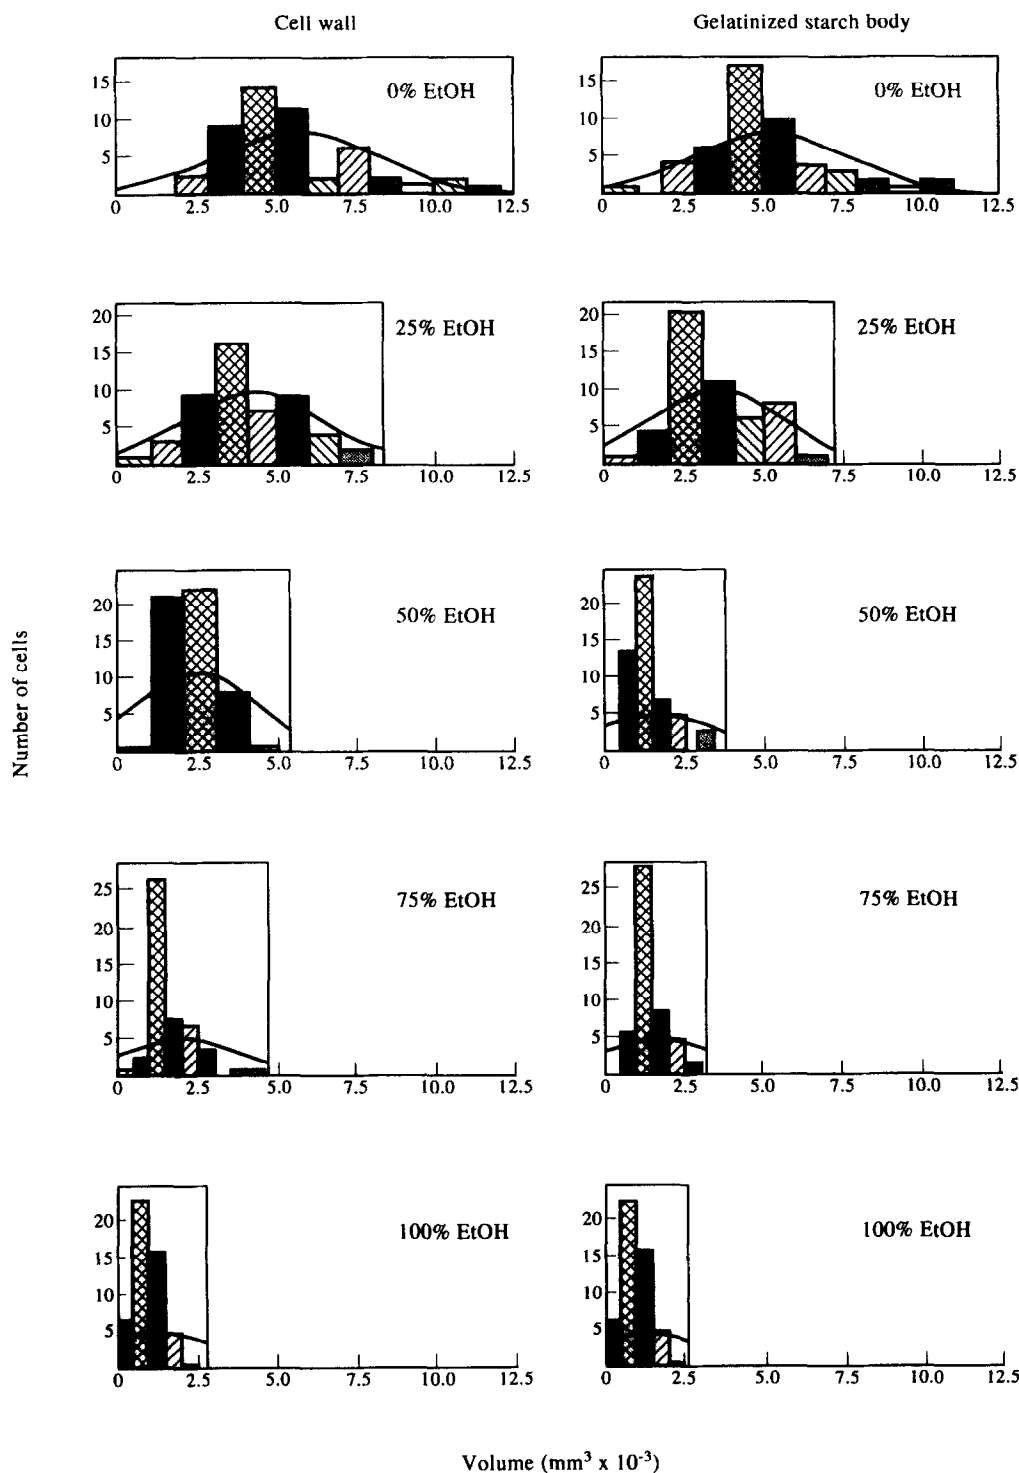 Cell wall
Gelatinized starch body
0% EtOH
15
10
5
0 2.5 5.0 7.5 10.0 12.5
0% EtOH
15
10
5
0 2.5 5.0 7.5 10.0 12.5
25% EtOH
20
15
10
5
0 2.5 5.0 7.5 10.0 12.5
25% EtOH
20
15
10
5
0 2.5 5.0 7.5 10.0 12.5
Number of cells
50% EtOH
20
15
10
5
0 2.5 5.0 7.5 10.0 12.5
50% EtOH
20
15
10
5
0 2.5 5.0 7.5 10.0 12.5
75% EtOH
25
20
15
10
5
0 2.5 5.0 7.5 10.0 12.5
75% EtOH
25
20
15
10
5
0 2.5 5.0 7.5 10.0 12.5
100% EtOH
20
15
10
5
0 2.5 5.0 7.5 10.0 12.5
100% EtOH
20
15
10
5
0 2.5 5.0 7.5 10.0 12.5
Volume (mm³ x 10⁻³)